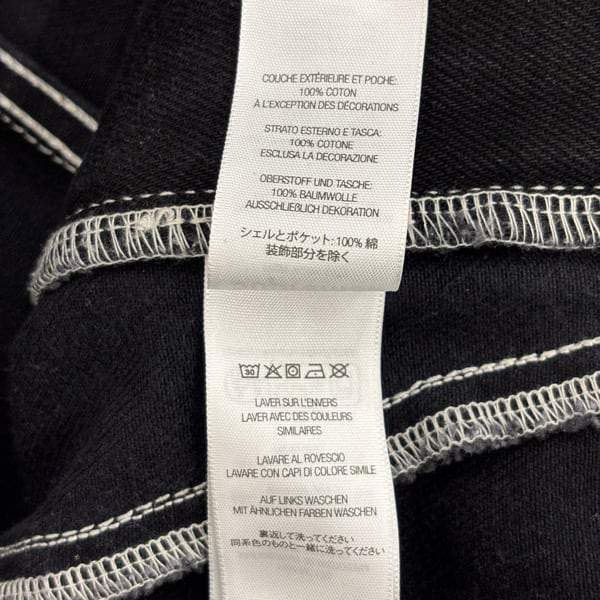 COUCHE EXTÉRIEURE ET POCHE:
100% COTON
À L'EXCEPTION DES DÉCORATIONS
STRATO ESTERNO E TASCA:
100% COTONE
ESCLUSA LA DECORAZIONE
OBERSTOFF UND TASCHE:
100% BAUMWOLLE
AUSSCHLIEẞLICH DEKORATION
シェルとポケット: 100% 綿
装飾部分を除く
30
LAVER SUR L'ENVERS
LAVER AVEC DES COULEURS
SIMILAIRES
LAVARE AL ROVESCIO
LAVARE CON CAPI DI COLORE SIMILE
AUF LINKS WASCHEN
MIT ÄHNLICHEN FARBEN WASCHEN
裏返して洗ってください
同系色のものと一緒に洗ってください